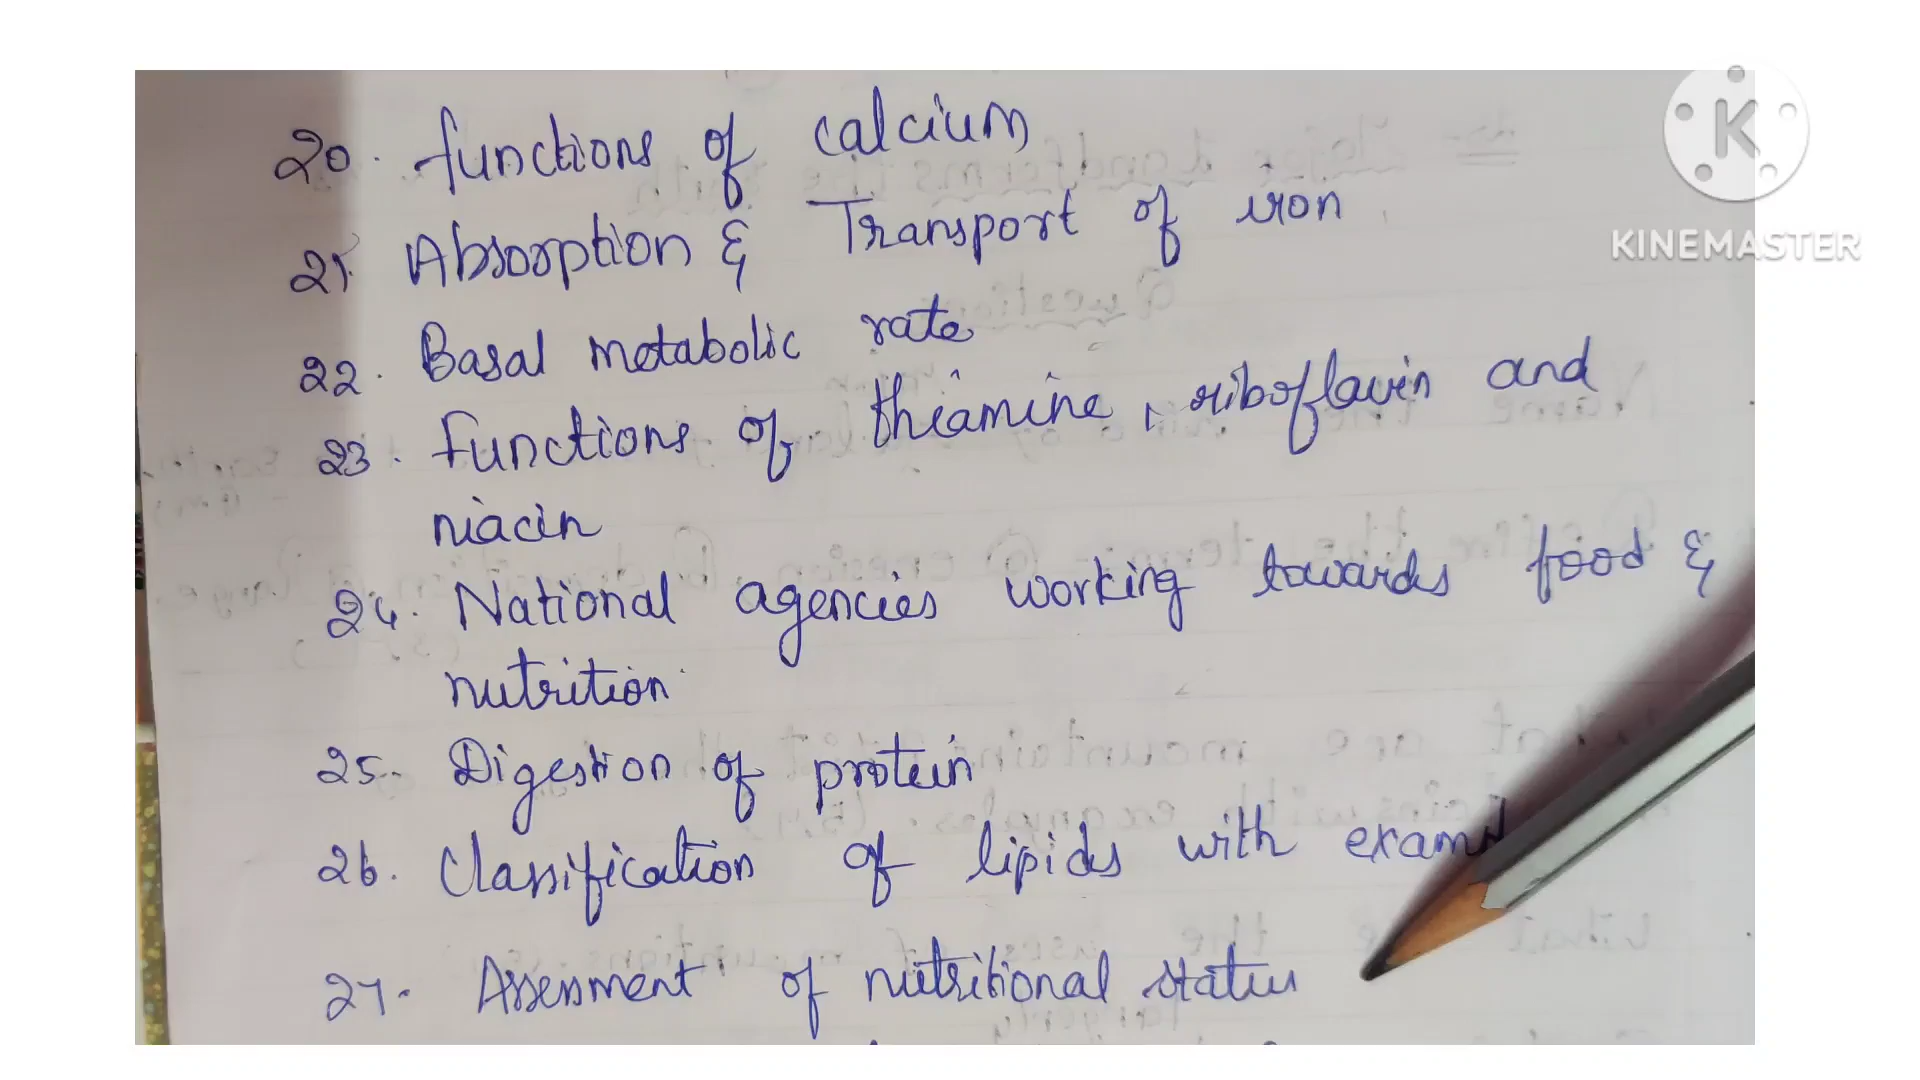 20. functions of calcium
21. Absorption & Transport of iron
22. Basal metabolic rate
23. functions of thiamine, riboflavin and
niacin
24. National agencies working towards food &
nutrition
25. Digestion of protein
26. Classification of lipids with exam
27. Assessment of nutritional status
K
KINEMASTER